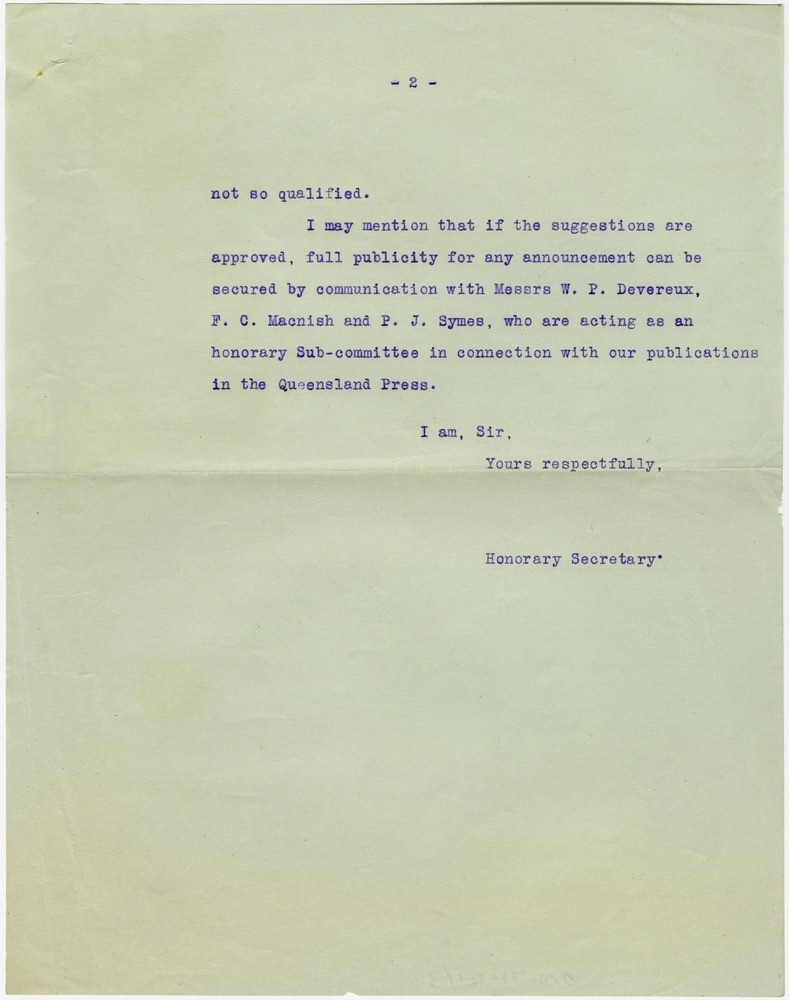 - 2 -
not so qualified.
I may mention that if the suggestions are
approved, full publicity for any announcement can be
secured by communication with Messrs W. P. Devereux,
F. C. Macnish and P. J. Symes, who are acting as an
honorary Sub-committee in connection with our publications
in the Queensland Press.
I am, Sir,
Yours respectfully,
Honorary Secretary.